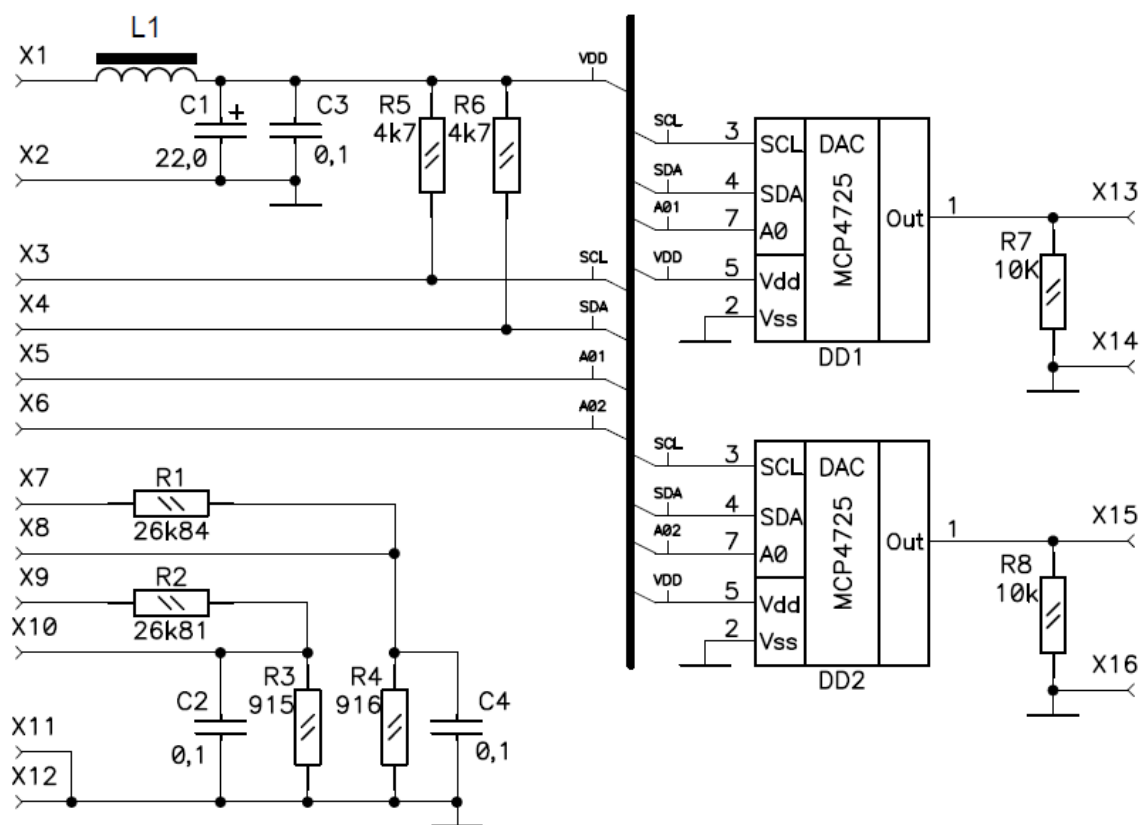 L1
X1
VDD
C1
+
C3
R5
R6
4k7
4k7
22,0
0,1
X2
X3
SCL
X4
SDA
X5
A01
X6
A02
X7
R1
26k84
X8
X9
R2
26k81
X10
R3
915
R4
916
C2
0,1
C4
0,1
X11
X12
SCL
3
SCL
DAC
SDA
4
SDA
A01
7
A0
VDD
5
Vdd
2
Vss
MCP4725
Out
1
X13
R7
10K
X14
DD1
SCL
3
SCL
DAC
SDA
4
SDA
A02
7
A0
VDD
5
Vdd
2
Vss
MCP4725
Out
1
X15
R8
10k
X16
DD2